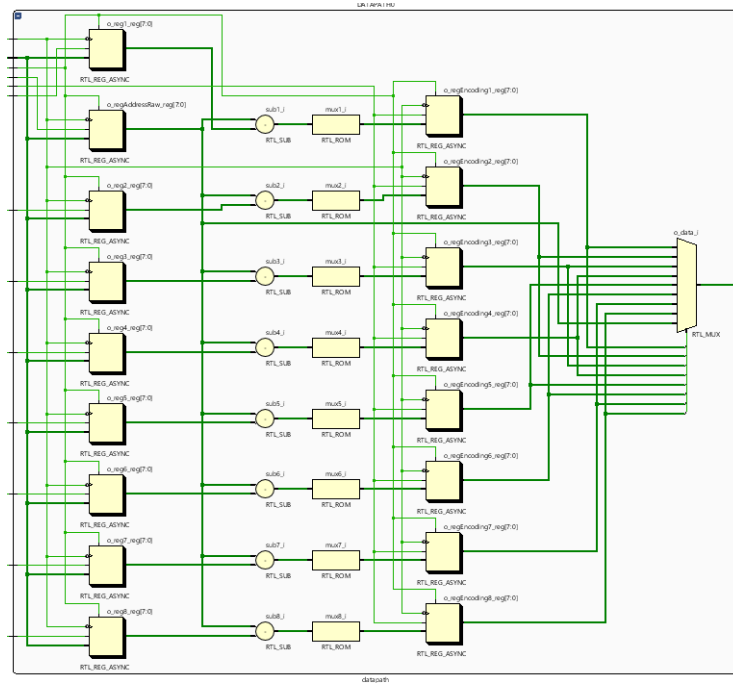 DATAPATH0
o_reg1_reg[7:0]
RTL_REG_ASYNC
o_regAddressRaw_reg[7:0]
RTL_REG_ASYNC
sub1_i
RTL_SUB
mux1_i
RTL_ROM
o_regEncoding1_reg[7:0]
RTL_REG_ASYNC
o_reg2_reg[7:0]
RTL_REG_ASYNC
sub2_i
RTL_SUB
mux2_i
RTL_ROM
o_regEncoding2_reg[7:0]
RTL_REG_ASYNC
o_reg3_reg[7:0]
RTL_REG_ASYNC
sub3_i
RTL_SUB
mux3_i
RTL_ROM
o_regEncoding3_reg[7:0]
RTL_REG_ASYNC
o_data_i
RTL_MUX
o_reg4_reg[7:0]
RTL_REG_ASYNC
sub4_i
RTL_SUB
mux4_i
RTL_ROM
o_regEncoding4_reg[7:0]
RTL_REG_ASYNC
o_reg5_reg[7:0]
RTL_REG_ASYNC
sub5_i
RTL_SUB
mux5_i
RTL_ROM
o_regEncoding5_reg[7:0]
RTL_REG_ASYNC
o_reg6_reg[7:0]
RTL_REG_ASYNC
sub6_i
RTL_SUB
mux6_i
RTL_ROM
o_regEncoding6_reg[7:0]
RTL_REG_ASYNC
o_reg7_reg[7:0]
RTL_REG_ASYNC
sub7_i
RTL_SUB
mux7_i
RTL_ROM
o_regEncoding7_reg[7:0]
RTL_REG_ASYNC
o_reg8_reg[7:0]
RTL_REG_ASYNC
sub8_i
RTL_SUB
mux8_i
RTL_ROM
o_regEncoding8_reg[7:0]
RTL_REG_ASYNC
datapath